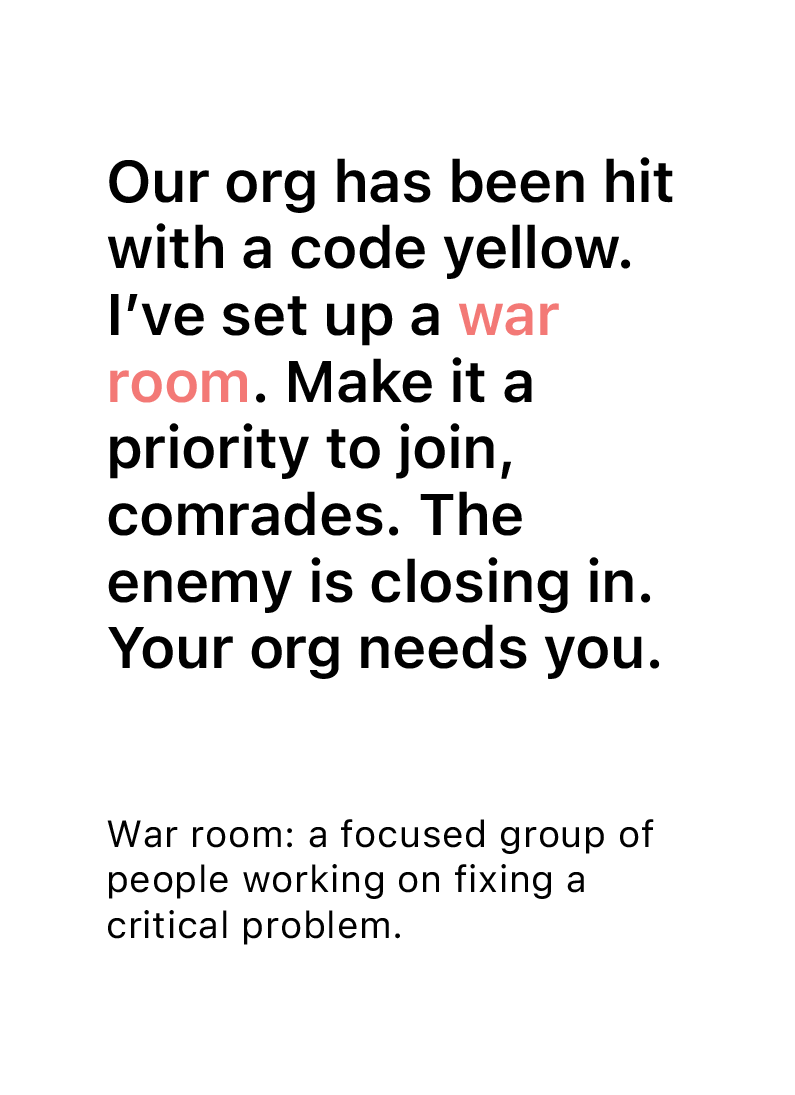 Our org has been hit
with a code yellow.
I’ve set up a war
room. Make it a
priority to join,
comrades. The
enemy is closing in.
Your org needs you.
War room: a focused group of
people working on fixing a
critical problem.